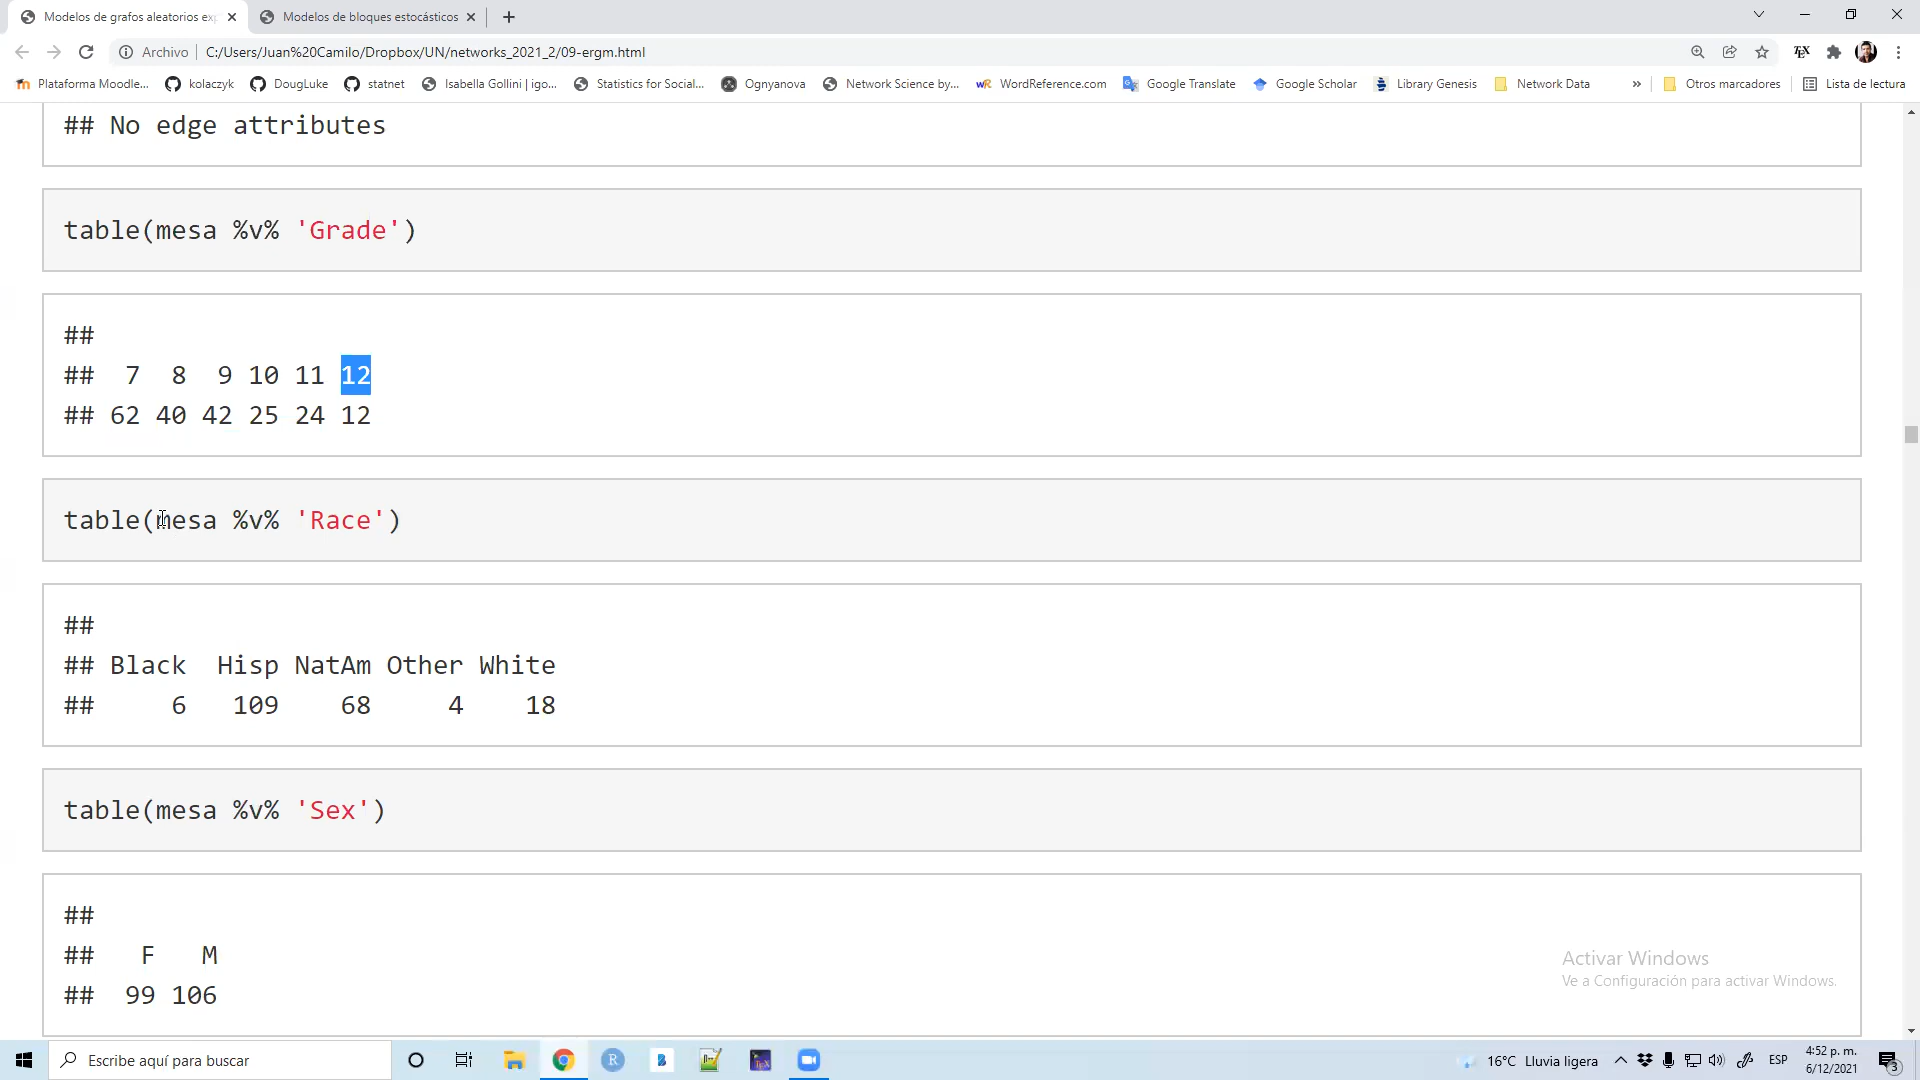 Modelos de grafos aleatorios exp
Modelos de bloques estocásticos
Archivo
C:/Users/Juan%20Camilo/Dropbox/UN/networks_2021_2/09-ergm.html
Plataforma Moodle...
kolaczyk
DougLuke
statnet
Isabella Gollini | igo...
Statistics for Social...
Ognyanova
Network Science by...
WordReference.com
Google Translate
Google Scholar
Library Genesis
Network Data
»
Otros marcadores
Lista de lectura
## No edge attributes
table(mesa %v% 'Grade')
##
##  7  8  9 10 11 12
## 62 40 42 25 24 12
table(mesa %v% 'Race')
##
## Black  Hisp NatAm Other White
##     6   109    68     4    18
table(mesa %v% 'Sex')
##
##   F   M
##  99 106
Activar Windows
Ve a Configuración para activar Windows.
Escribe aquí para buscar
16°C Lluvia ligera
ESP
4:52 p. m.
6/12/2021
3